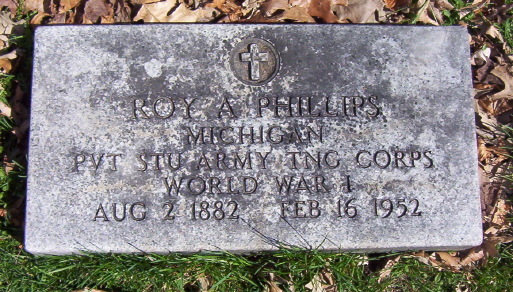 ROY A PHILLIPS
MICHIGAN
PVT STU ARMY TNG CORPS
WORLD WAR I
AUG 2 1882 FEB 16 1952